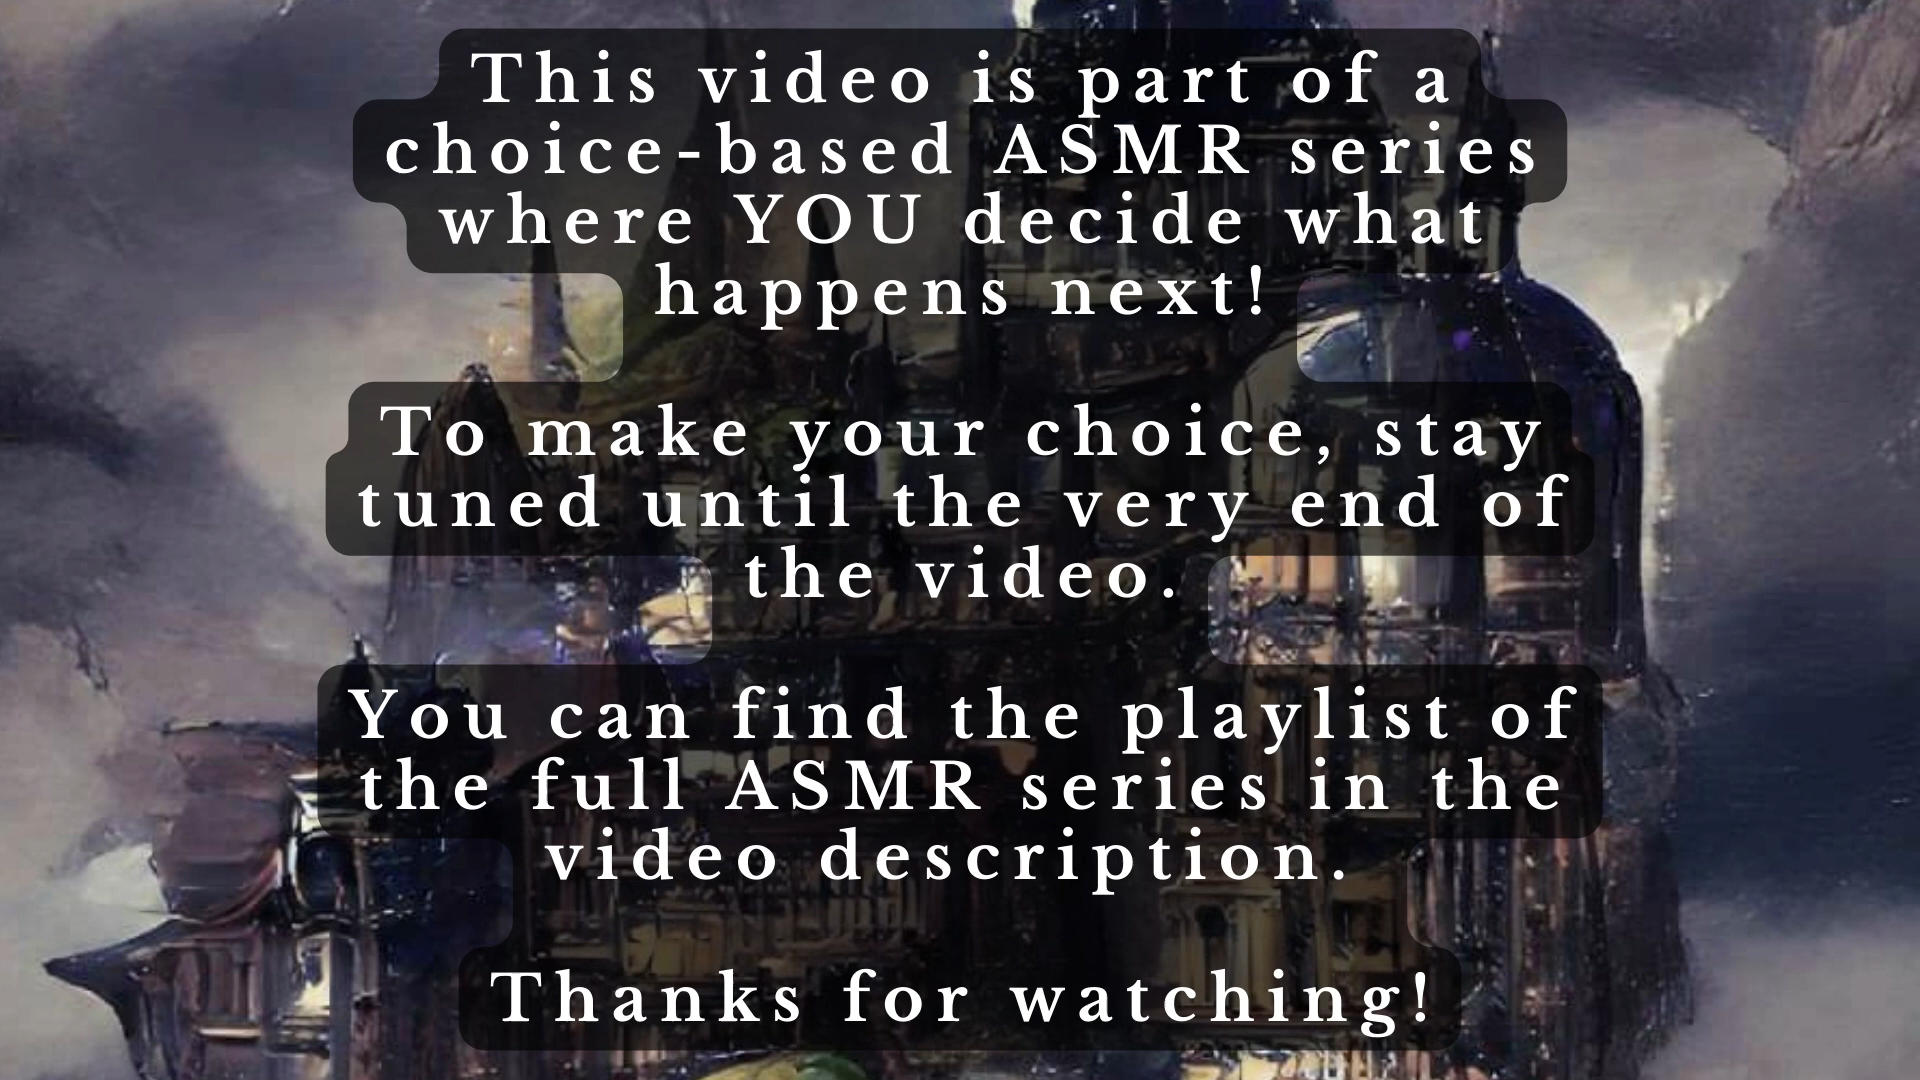 This video is part of a
choice-based ASMR series
where YOU decide what
happens next!
To make your choice, stay
tuned until the very end of
the video.
You can find the playlist of
the full ASMR series in the
video description.
Thanks for watching!